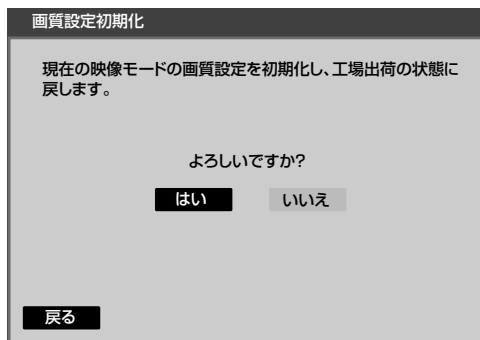 画質設定初期化
現在の映像モードの画質設定を初期化し、工場出荷の状態に
戻します。
よろしいですか?
はい
いいえ
戻る